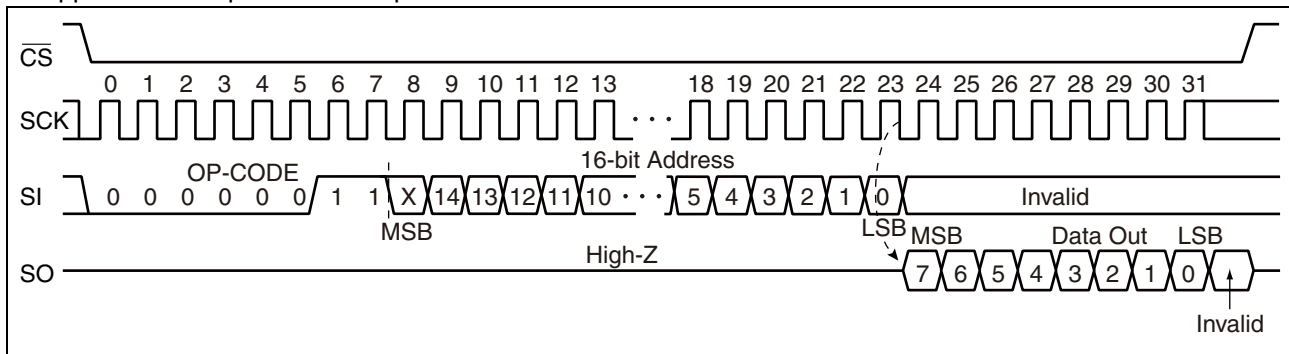 CS
0 1 2 3 4 5 6 7 8 9 10 11 12 13 18 19 20 21 22 23 24 25 26 27 28 29 30 31
SCK
OP-CODE 16-bit Address
SI 0 0 0 0 0 0 1 1 X 14 13 12 11 10 5 4 3 2 1 0 Invalid
MSB LSB MSB Data Out LSB
High-Z
SO 7 6 5 4 3 2 1 0
Invalid